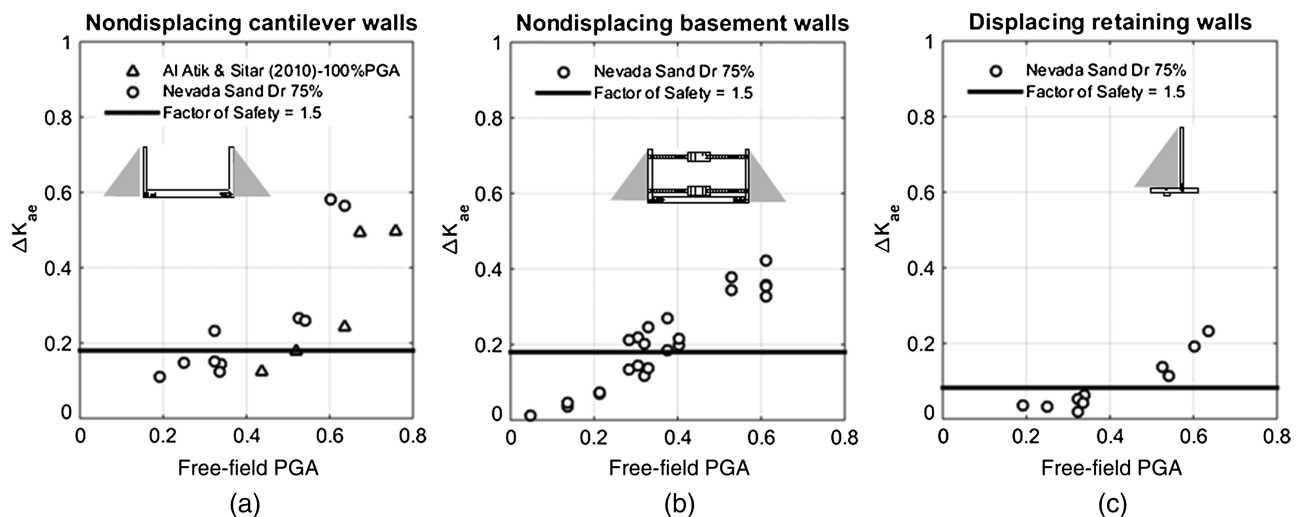 Nondisplacing cantilever walls
1
0.8
0.6
0.4
0.2
0
ΔKae
Al Atik & Sitar (2010)-100%PGA
Nevada Sand Dr 75%
Factor of Safety = 1.5
0 0.2 0.4 0.6 0.8
Free-field PGA
(a)
Nondisplacing basement walls
1
0.8
0.6
0.4
0.2
0
ΔKae
Nevada Sand Dr 75%
Factor of Safety = 1.5
0 0.2 0.4 0.6 0.8
Free-field PGA
(b)
Displacing retaining walls
1
0.8
0.6
0.4
0.2
0
ΔKae
Nevada Sand Dr 75%
Factor of Safety = 1.5
0 0.2 0.4 0.6 0.8
Free-field PGA
(c)